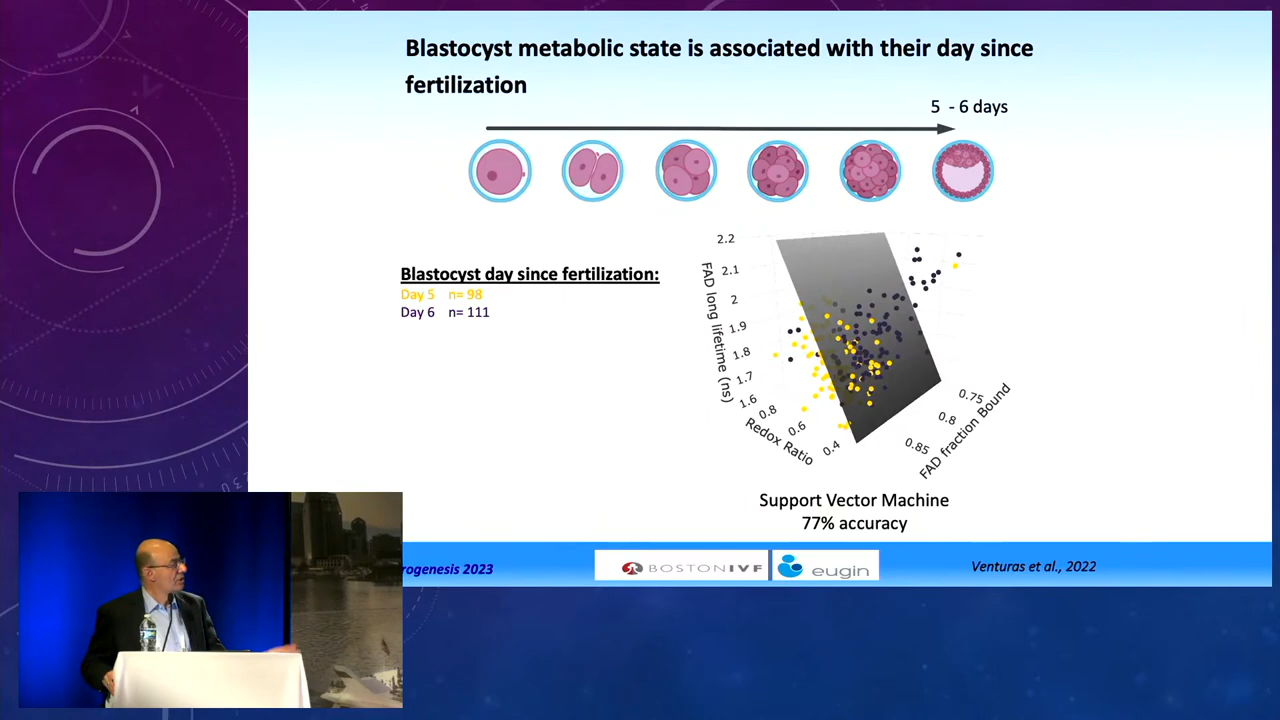 Blastocyst metabolic state is associated with their day since
fertilization
5 - 6 days
Blastocyst day since fertilization:
Day 5 n= 98
Day 6 n= 111
2.2
2.1
2
1.9
1.8
1.7
1.6
FAD long lifetime (ns)
0.8
0.6
0.4
Redox Ratio
0.75
0.8
0.85
FAD fraction Bound
Support Vector Machine
77% accuracy
rogenesis 2023
BOSTONIVF
eugin
Venturas et al., 2022